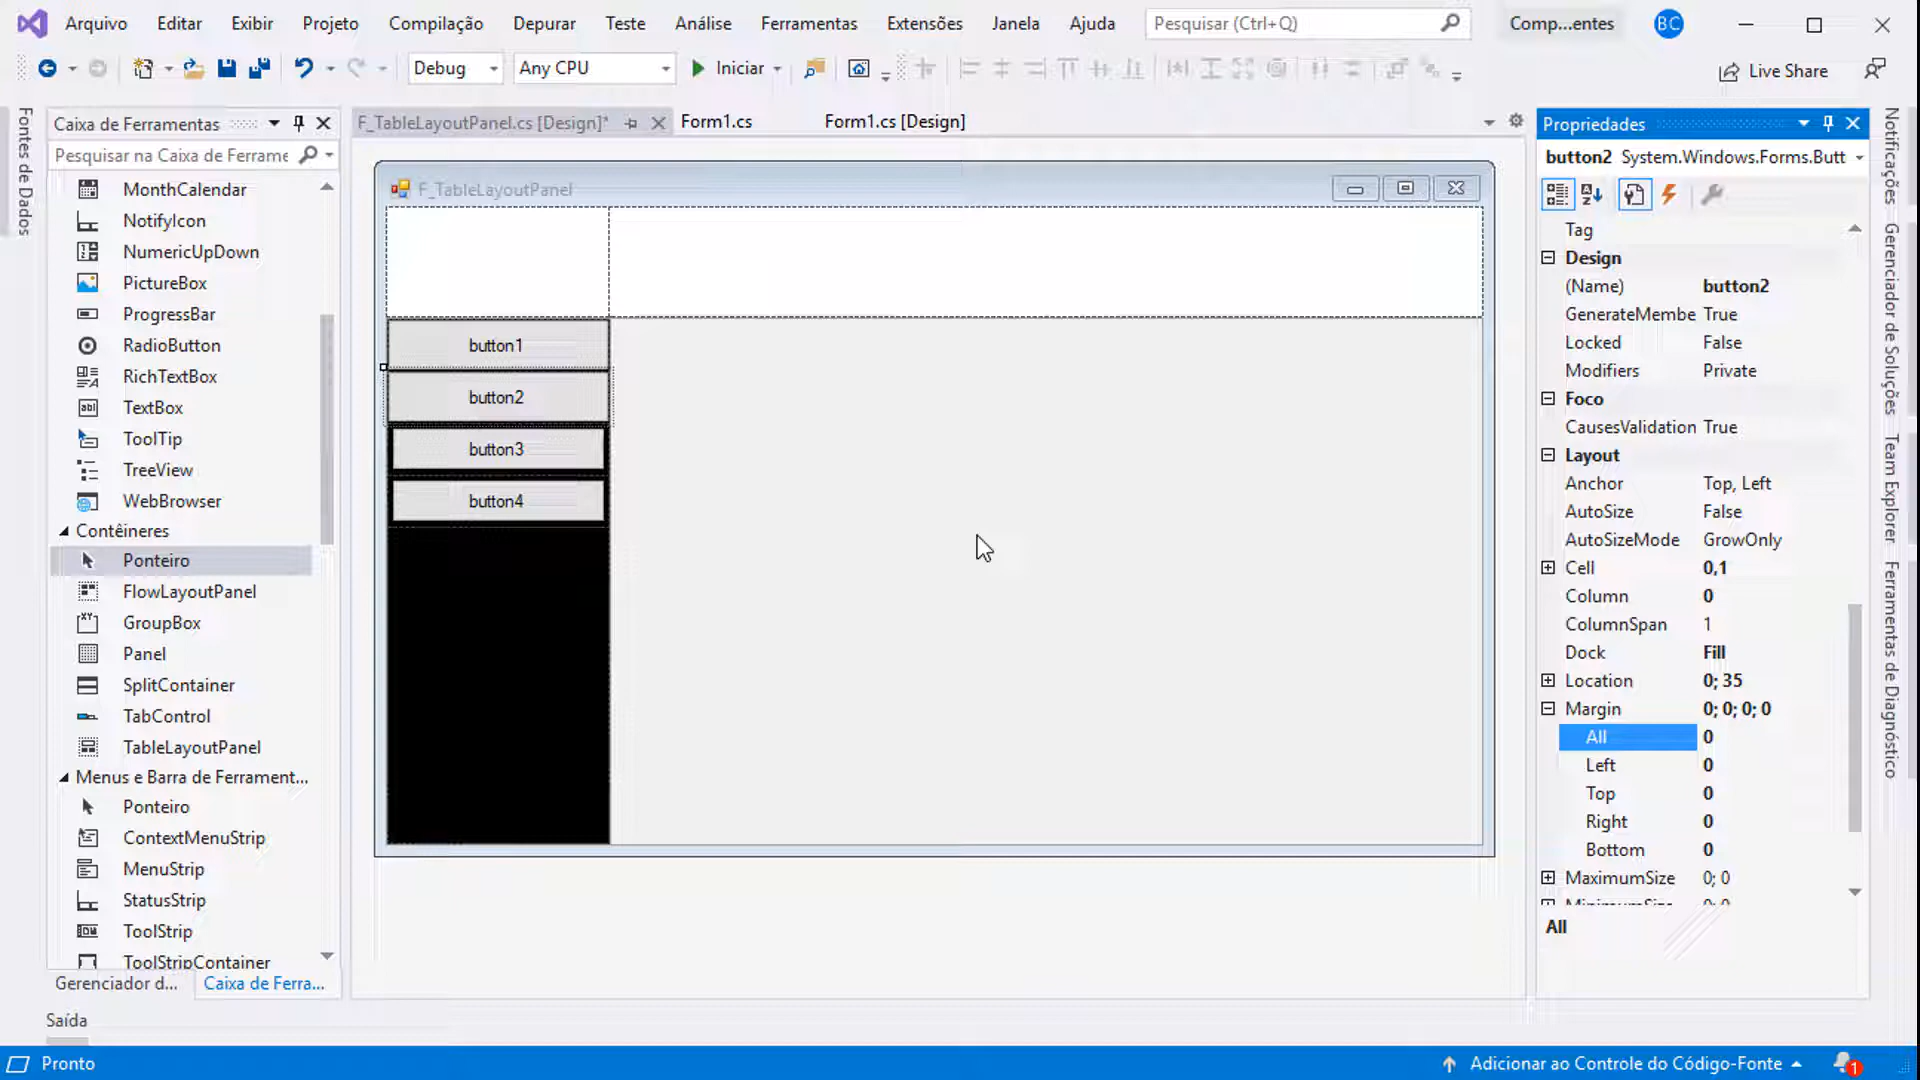 Arquivo Editar Exibir Projeto Compilação Depurar Teste Análise Ferramentas Extensões Janela Ajuda Pesquisar (Ctrl+Q) Comp...entes BC
Debug Any CPU Iniciar Live Share
Fontes de Dados
Caixa de Ferramentas
Pesquisar na Caixa de Ferrame
MonthCalendar
NotifyIcon
NumericUpDown
PictureBox
ProgressBar
RadioButton
RichTextBox
TextBox
ToolTip
TreeView
WebBrowser
Contêineres
Ponteiro
FlowLayoutPanel
GroupBox
Panel
SplitContainer
TabControl
TableLayoutPanel
Menus e Barra de Ferrament...
Ponteiro
ContextMenuStrip
MenuStrip
StatusStrip
ToolStrip
ToolStripContainer
Gerenciador d... Caixa de Ferra...
F_TableLayoutPanel.cs [Design]* Form1.cs Form1.cs [Design]
F_TableLayoutPanel
button1
button2
button3
button4
Propriedades
button2 System.Windows.Forms.Butt
Tag
Design
(Name) button2
GenerateMembe True
Locked False
Modifiers Private
Foco
CausesValidation True
Layout
Anchor Top, Left
AutoSize False
AutoSizeMode GrowOnly
Cell 0,1
Column 0
ColumnSpan 1
Dock Fill
Location 0; 35
Margin 0; 0; 0; 0
All 0
Left 0
Top 0
Right 0
Bottom 0
MaximumSize 0; 0
MinimumSize 0; 0
All
Notificações
Gerenciador de Soluções
Team Explorer
Ferramentas de Diagnóstico
Saída
Pronto Adicionar ao Controle do Código-Fonte 1